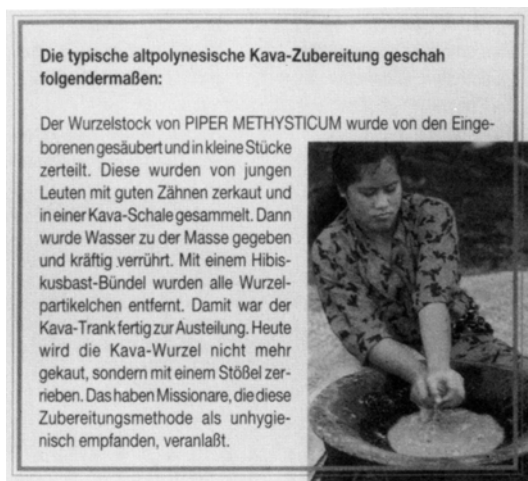 Die typische altpolynesische Kava-Zubereitung geschah
folgendermaßen:
Der Wurzelstock von PIPER METHYSTICUM wurde von den Einge-
borenen gesäubert und in kleine Stücke
zerteilt. Diese wurden von jungen
Leuten mit guten Zähnen zerkaut und
in einer Kava-Schale gesammelt. Dann
wurde Wasser zu der Masse gegeben
und kräftig verrührt. Mit einem Hibis-
kusbast-Bündel wurden alle Wurzel-
partikelchen entfernt. Damit war der
Kava-Trank fertig zur Austeilung. Heute
wird die Kava-Wurzel nicht mehr
gekaut, sondern mit einem Stößel zer-
rieben. Das haben Missionare, die diese
Zubereitungsmethode als unhygie-
nisch empfanden, veranlaßt.